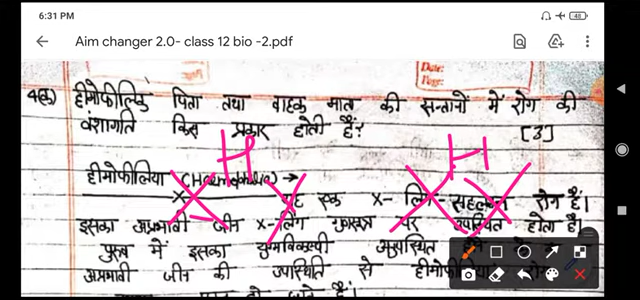 6:31 PM
48
Aim changer 2.0- class 12 bio -2.pdf
Date:
Page:
हीमोफीलिक पिता तथा वाहक माता की सन्तानों में रोग की
वंशागति किस प्रकार होती है? [3]
H H
हीमोफीलिया (Haemophilia) →
यह एक X- लिंग - सहलग्न रोग है।
इसका अप्रभावी जीन X-लिंग गुणसूत्र पर उपस्थित होता है।
पुरुष में इसका युग्मविकल्पी अनुपस्थित होने
अप्रभावी जीन की उपस्थिति से हीमोफीलिया रोग